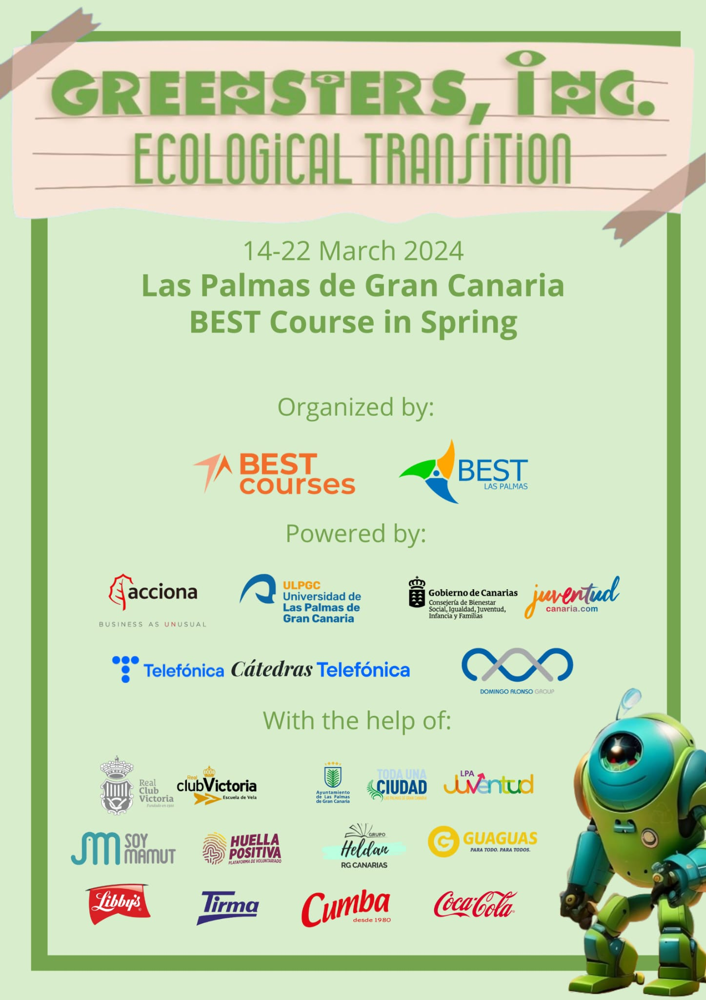 GREENSTERS, INC.
ECOLOGICAL TRANSITION
14-22 March 2024
Las Palmas de Gran Canaria
BEST Course in Spring
Organized by:
BEST
courses
BEST
LAS PALMAS
Powered by:
acciona
BUSINESS AS UNUSUAL
ULPGC
Universidad de
Las Palmas de
Gran Canaria
Gobierno de Canarias
Consejería de Bienestar
Social, Igualdad, Juventud,
Infancia y Familias
juventud
canaria.com
Telefónica Cátedras Telefónica
DOMINGO ALONSO GROUP
With the help of:
Real
Club
Victoria
Fundado en 1910
Real
clubVictoria
Escuela de Vela
Ayuntamiento
de Las Palmas
de Gran Canaria
TODA UNA
CIUDAD
LAS PALMAS DE GRAN CANARIA
LPA
Juventud
SOY
MAMUT
HUELLA
POSITIVA
PLATAFORMA DE VOLUNTARIADO
GRUPO
Heldan
RG CANARIAS
GUAGUAS
PARA TODO. PARA TODOS.
Libby's®
Tirma
Cumba
desde 1980
Coca-Cola®